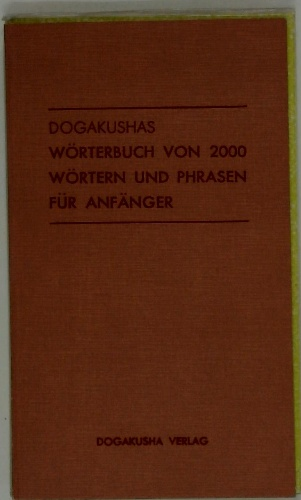 DOGAKUSHAS
WÖRTERBUCH VON 2000
WÖRTERN UND PHRASEN
FÜR ANFÄNGER
DOGAKUSHA VERLAG